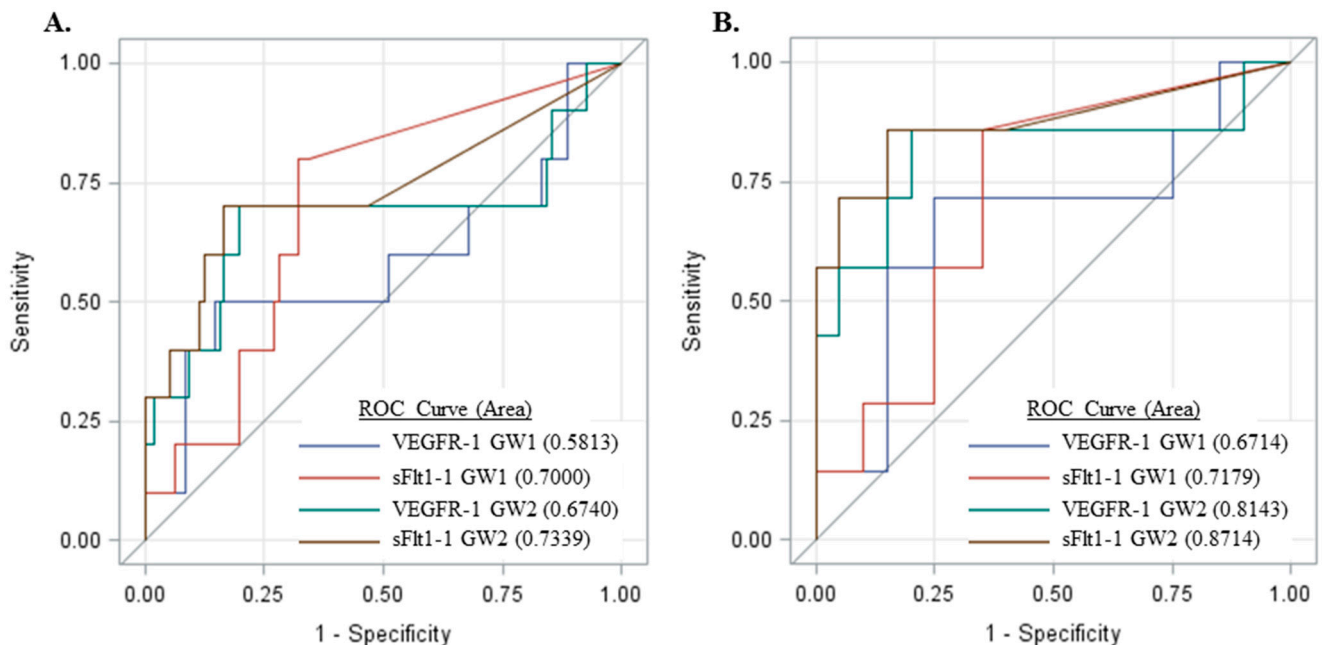 A.
1.00
0.75
0.50
0.25
0.00
Sensitivity
ROC Curve (Area)
VEGFR-1 GW1 (0.5813)
sFlt1-1 GW1 (0.7000)
VEGFR-1 GW2 (0.6740)
sFlt1-1 GW2 (0.7339)
0.00 0.25 0.50 0.75 1.00
1 - Specificity
B.
1.00
0.75
0.50
0.25
0.00
Sensitivity
ROC Curve (Area)
VEGFR-1 GW1 (0.6714)
sFlt1-1 GW1 (0.7179)
VEGFR-1 GW2 (0.8143)
sFlt1-1 GW2 (0.8714)
0.00 0.25 0.50 0.75 1.00
1 - Specificity